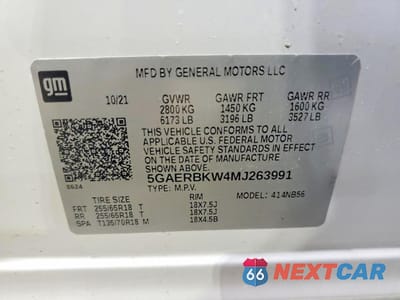 gm
MFD BY GENERAL MOTORS LLC
10/21 GVWR GAWR FRT GAWR RR
2800 KG 1450 KG 1600 KG
6173 LB 3196 LB 3527 LB
THIS VEHICLE CONFORMS TO ALL
APPLICABLE U.S. FEDERAL MOTOR
VEHICLE SAFETY STANDARDS IN EFFECT ON
THE DATE OF MANUFACTURE SHOWN ABOVE.
5GAERBKW4MJ263991
TYPE: M.P.V. MODEL: 414NB56
TIRE SIZE RIM
FRT 255/65R18 T 18X7.5J
RR 255/65R18 T 18X7.5J
SPA T135/70R18 M 18X4.5B
66 NEXTCAR